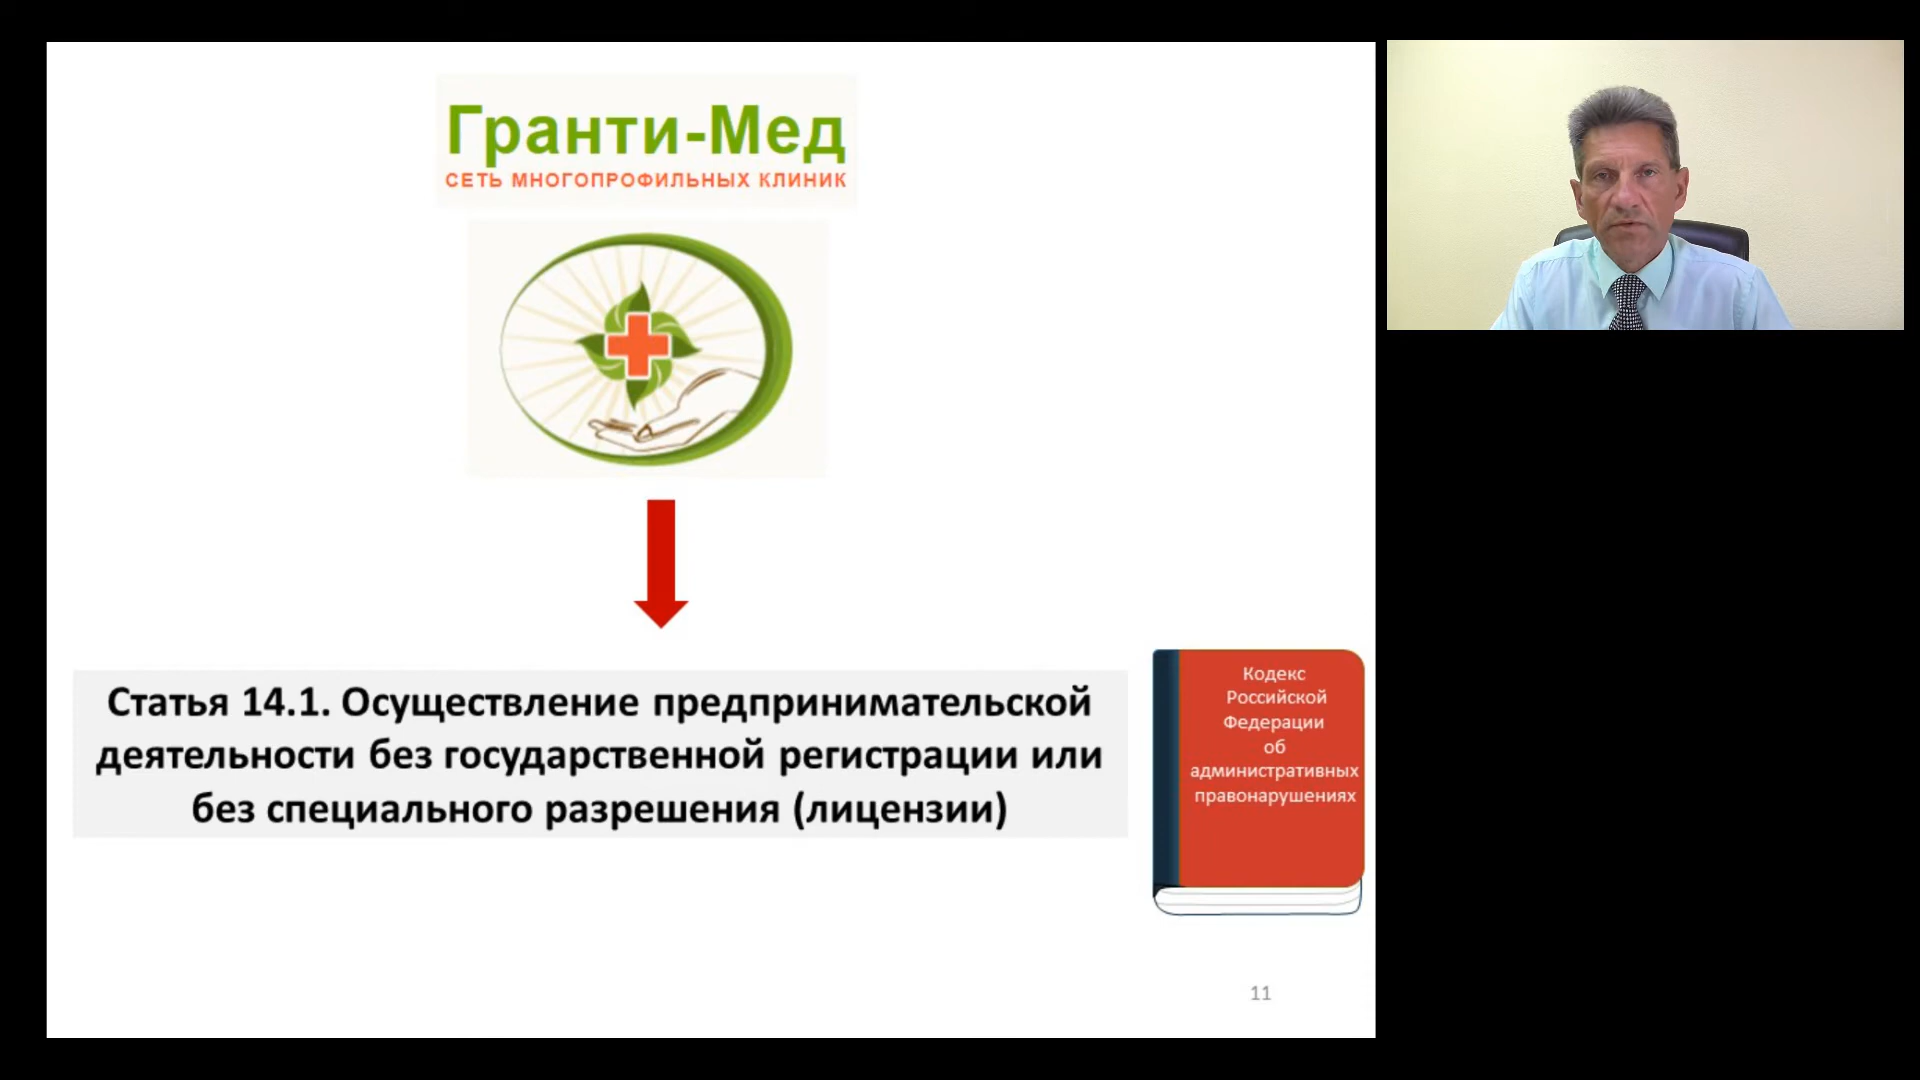 Гранти-Мед
СЕТЬ МНОГОПРОФИЛЬНЫХ КЛИНИК
Статья 14.1. Осуществление предпринимательской
деятельности без государственной регистрации или
без специального разрешения (лицензии)
Кодекс
Российской
Федерации
об
административных
правонарушениях
11